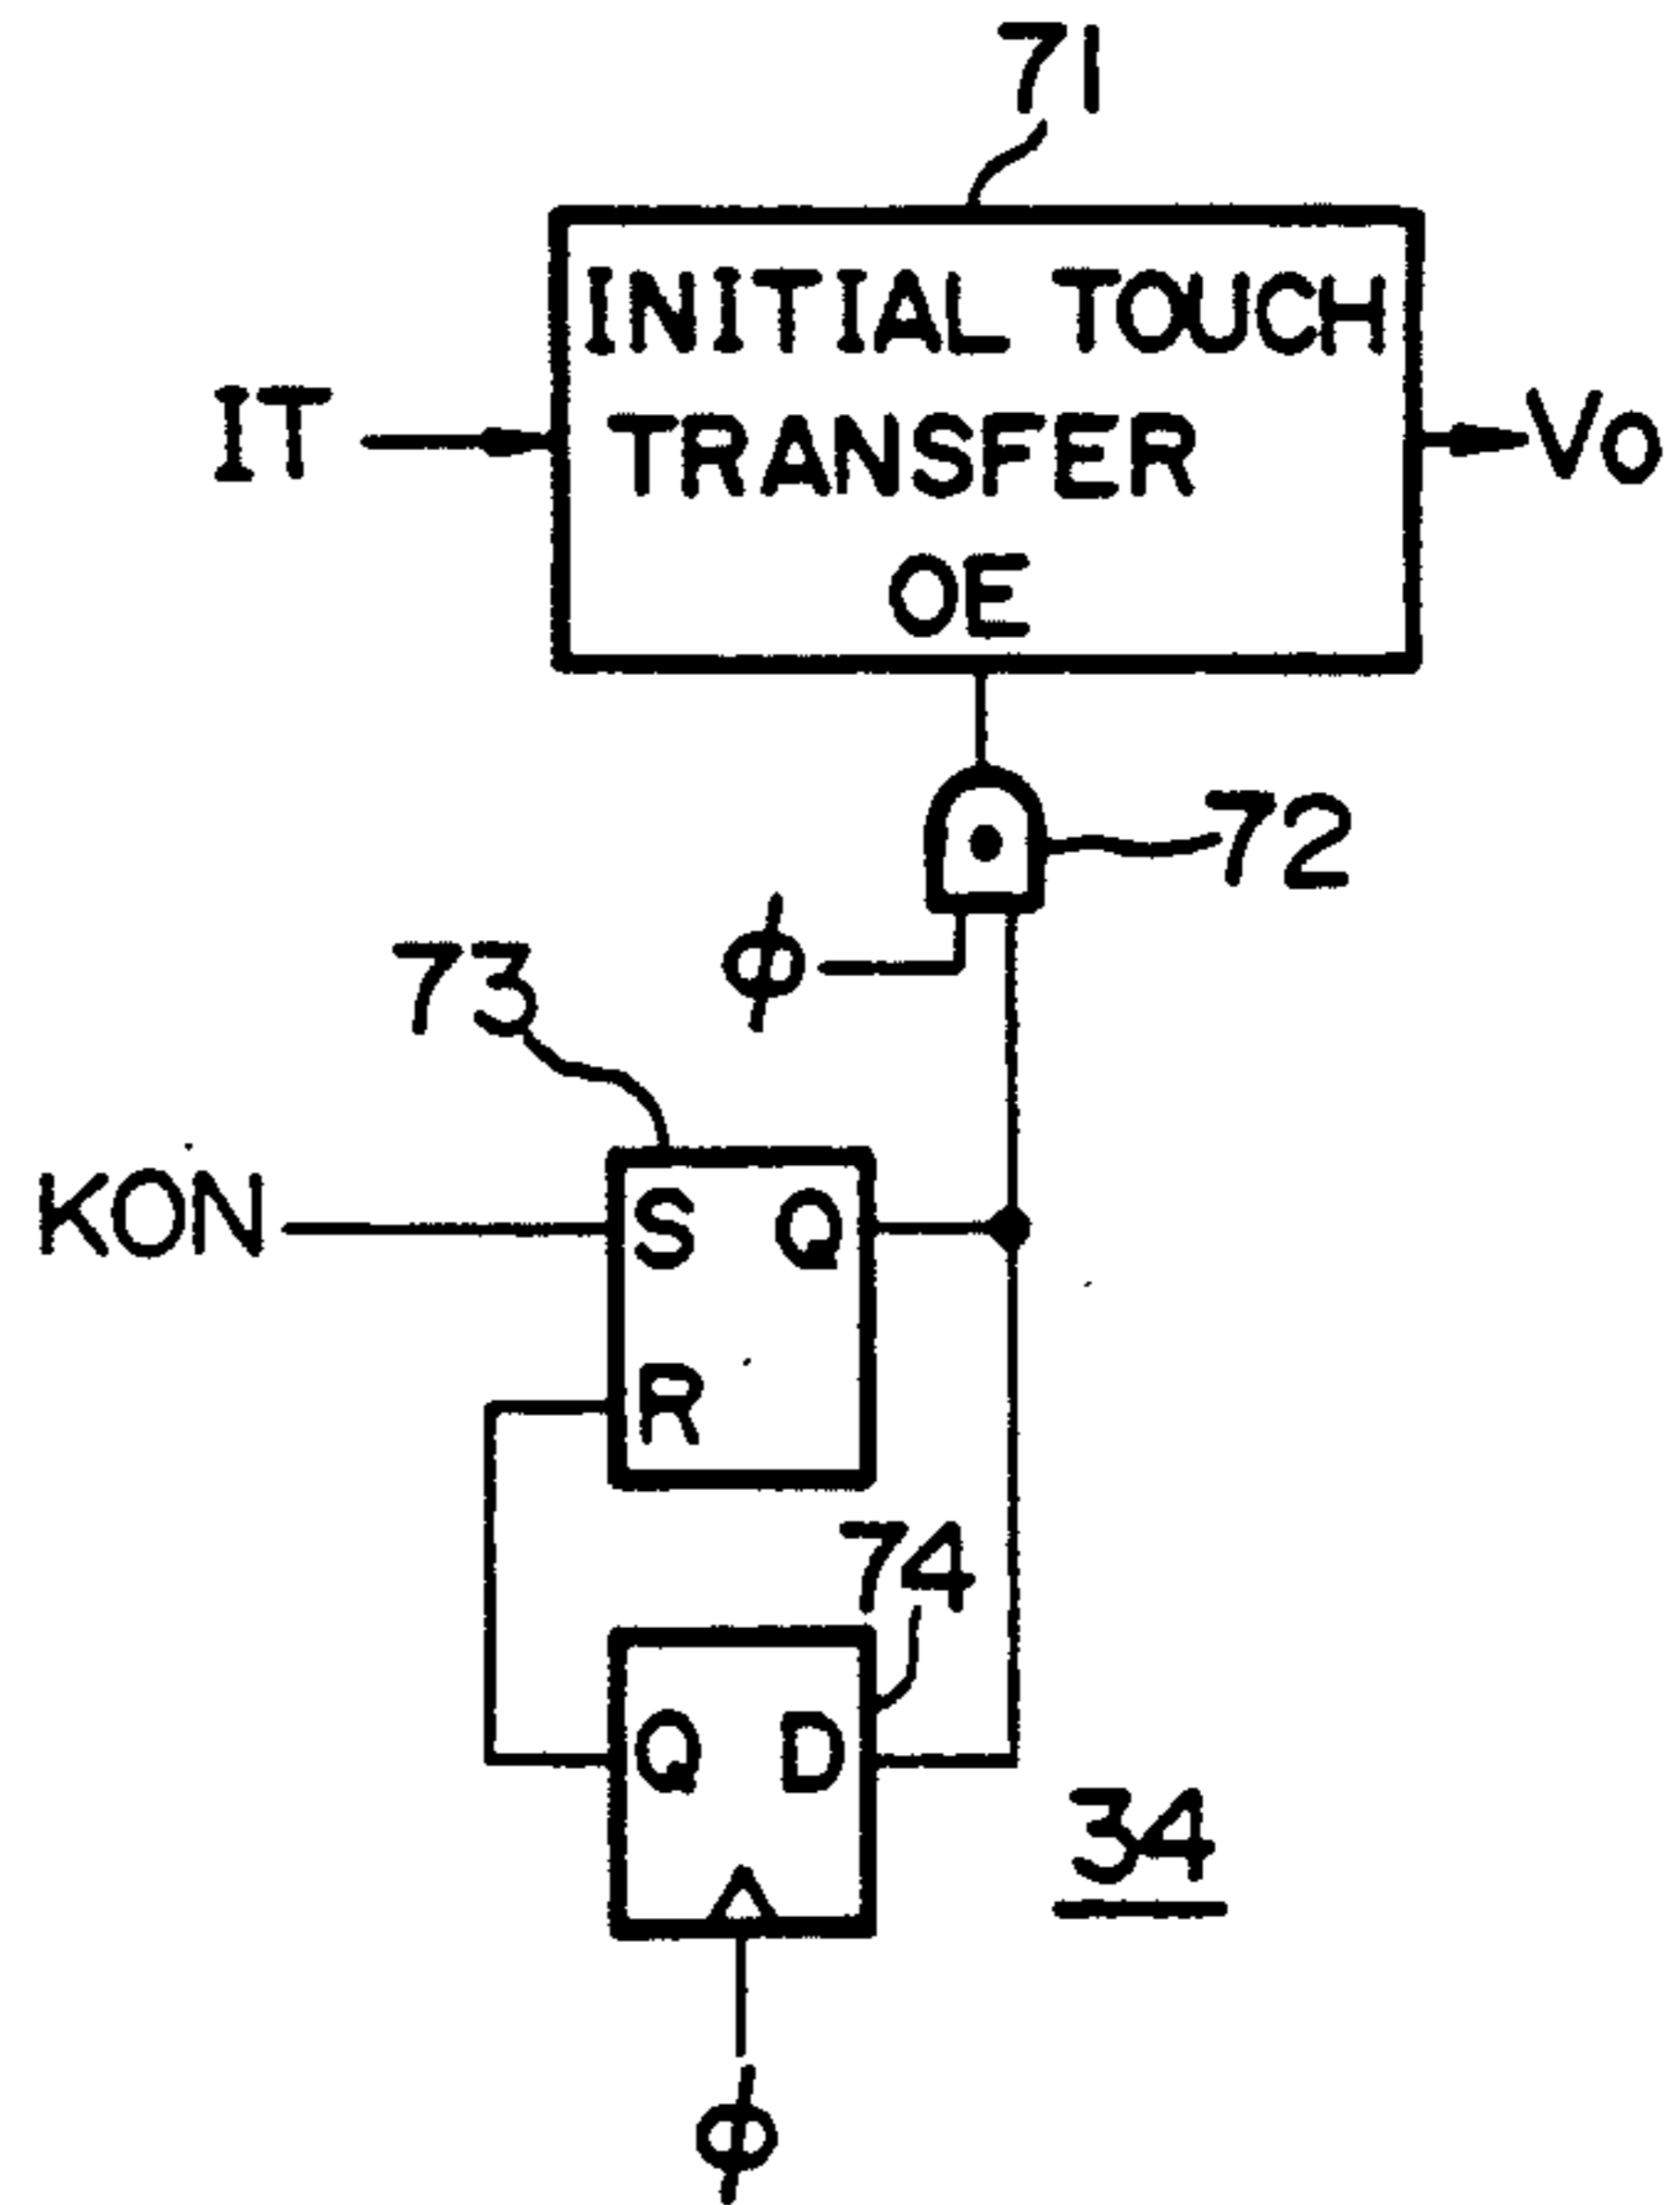 71
INITIAL TOUCH
TRANSFER
OE
IT
VO
72
ϕ
73
KON
S Q
R
74
Q D
34
ϕ